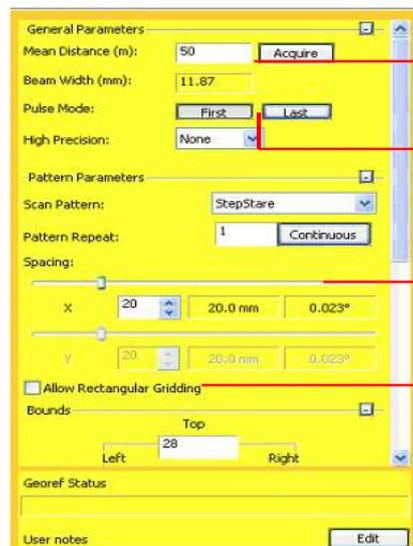 General Parameters
Mean Distance (m): 50 Acquire
Beam Width (mm): 11.87
Pulse Mode: First Last
High Precision: None
Pattern Parameters
Scan Pattern: StepStare
Pattern Repeat: 1 Continuous
Spacing:
X 20 20.0 mm 0.023°
Y 20 20.0 mm 0.023°
Allow Rectangular Gridding
Bounds
Top
28
Left Right
Georef Status
User notes Edit